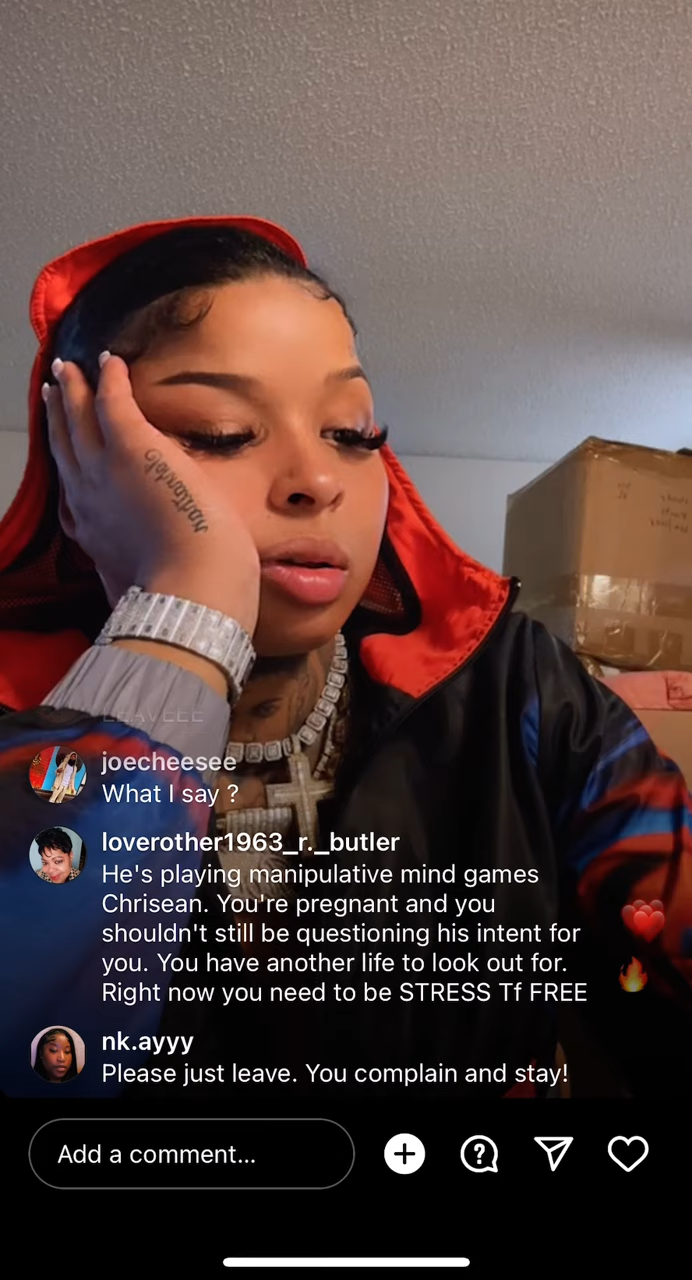 LEAVEEE
joecheesee
What I say ?
loverother1963_r._butler
He's playing manipulative mind games
Chrisean. You're pregnant and you
shouldn't still be questioning his intent for
you. You have another life to look out for.
Right now you need to be STRESS Tf FREE
nk.ayyy
Please just leave. You complain and stay!
Add a comment...